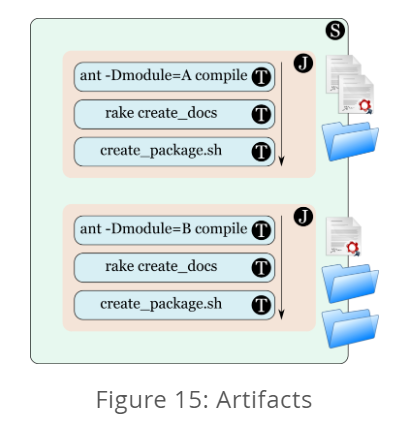 S
J
ant -Dmodule=A compile T
rake create_docs T
create_package.sh T
J
ant -Dmodule=B compile T
rake create_docs T
create_package.sh T
Figure 15: Artifacts